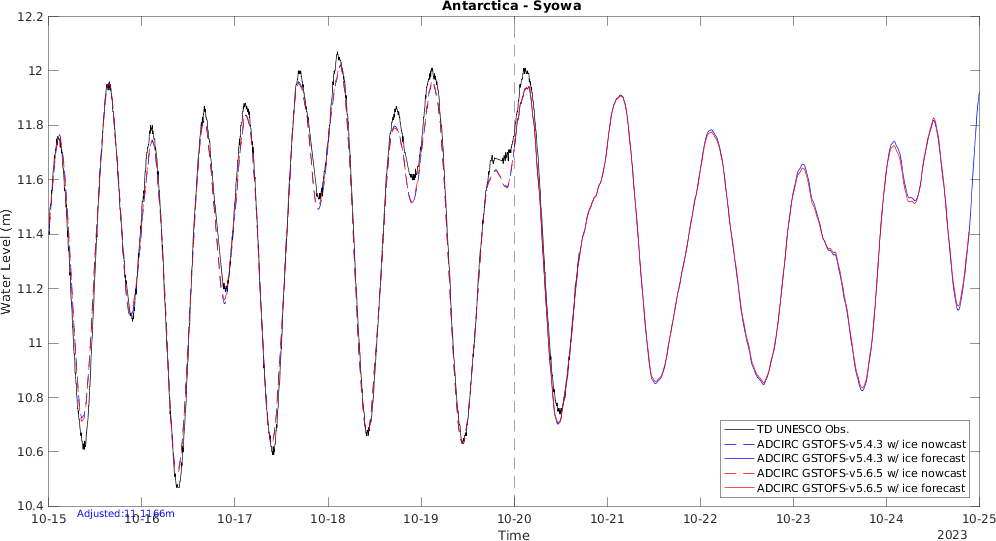 Antarctica - Syowa
12.2
12
11.8
11.6
11.4
11.2
11
10.8
10.6
10.4
Water Level (m)
TD UNESCO Obs.
ADCIRC GSTOFS-v5.4.3 w/ ice nowcast
ADCIRC GSTOFS-v5.4.3 w/ ice forecast
ADCIRC GSTOFS-v5.6.5 w/ ice nowcast
ADCIRC GSTOFS-v5.6.5 w/ ice forecast
Adjusted:11.1166m
10-15 10-16 10-17 10-18 10-19 10-20 10-21 10-22 10-23 10-24 10-25
Time
2023